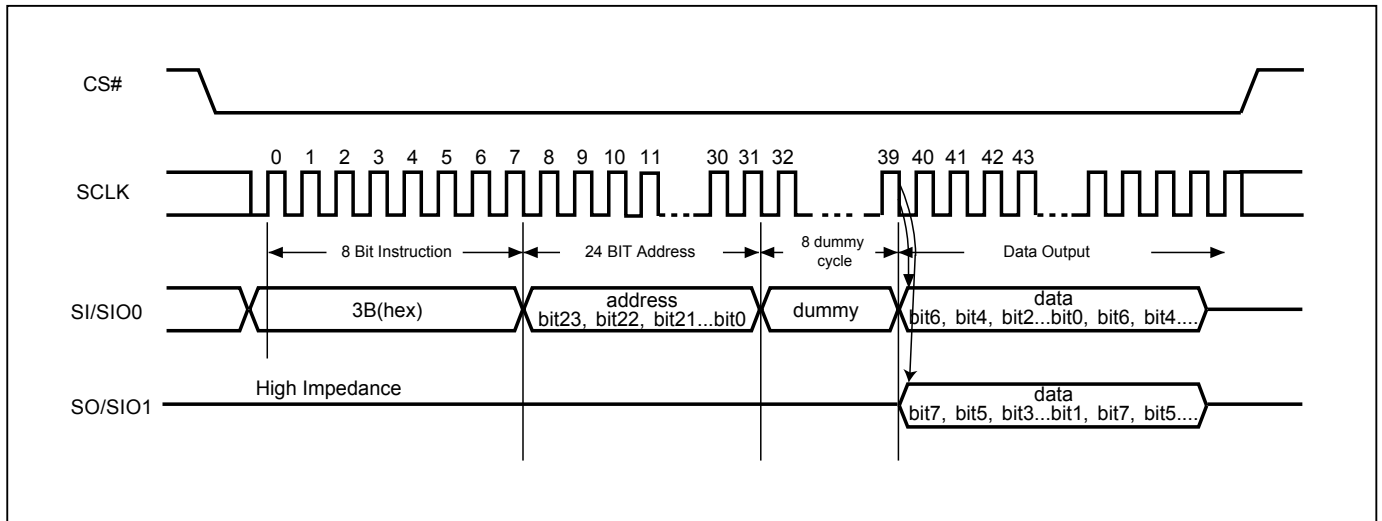 CS#
0 1 2 3 4 5 6 7 8 9 10 11 30 31 32 39 40 41 42 43
SCLK
8 Bit Instruction 24 BIT Address 8 dummy cycle Data Output
SI/SIO0
3B(hex)
address
bit23, bit22, bit21...bit0
dummy
data
bit6, bit4, bit2...bit0, bit6, bit4....
High Impedance
SO/SIO1
data
bit7, bit5, bit3...bit1, bit7, bit5....